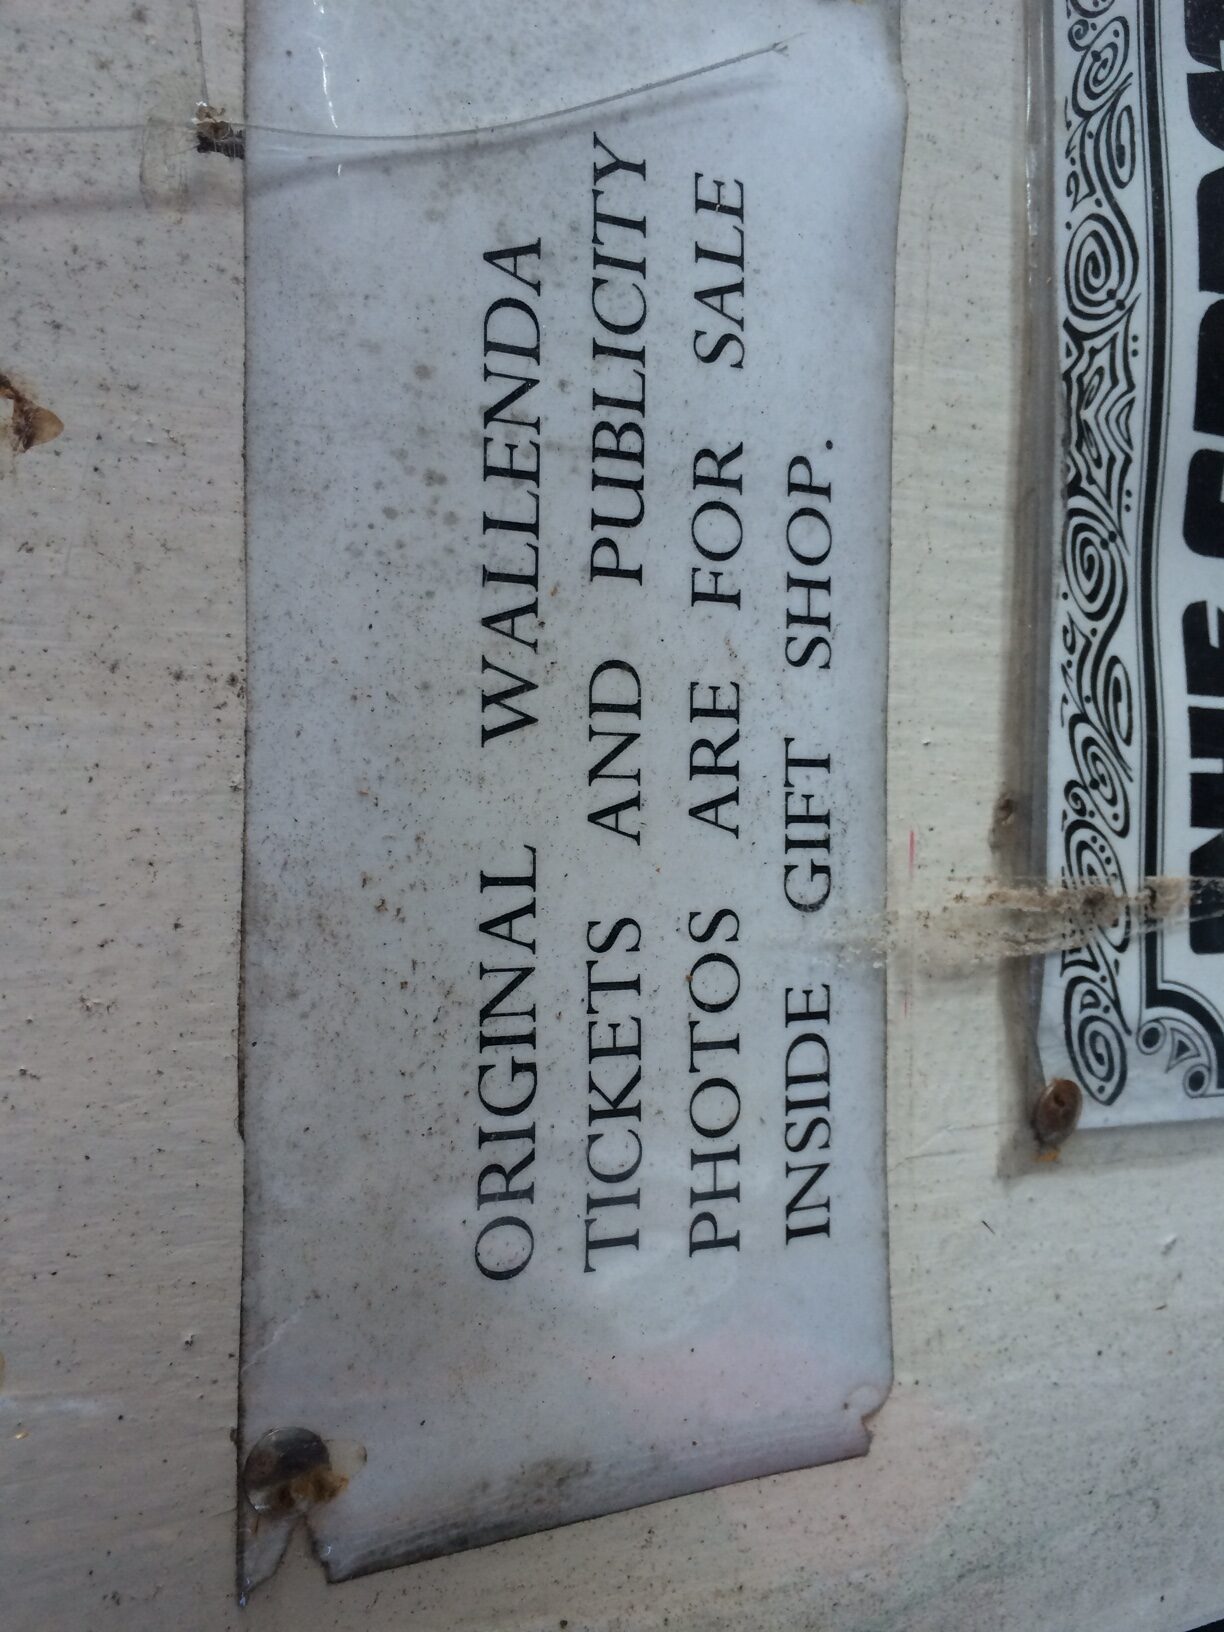 ORIGINAL WALLENDA
TICKETS AND PUBLICITY
PHOTOS ARE FOR SALE
INSIDE GIFT SHOP.